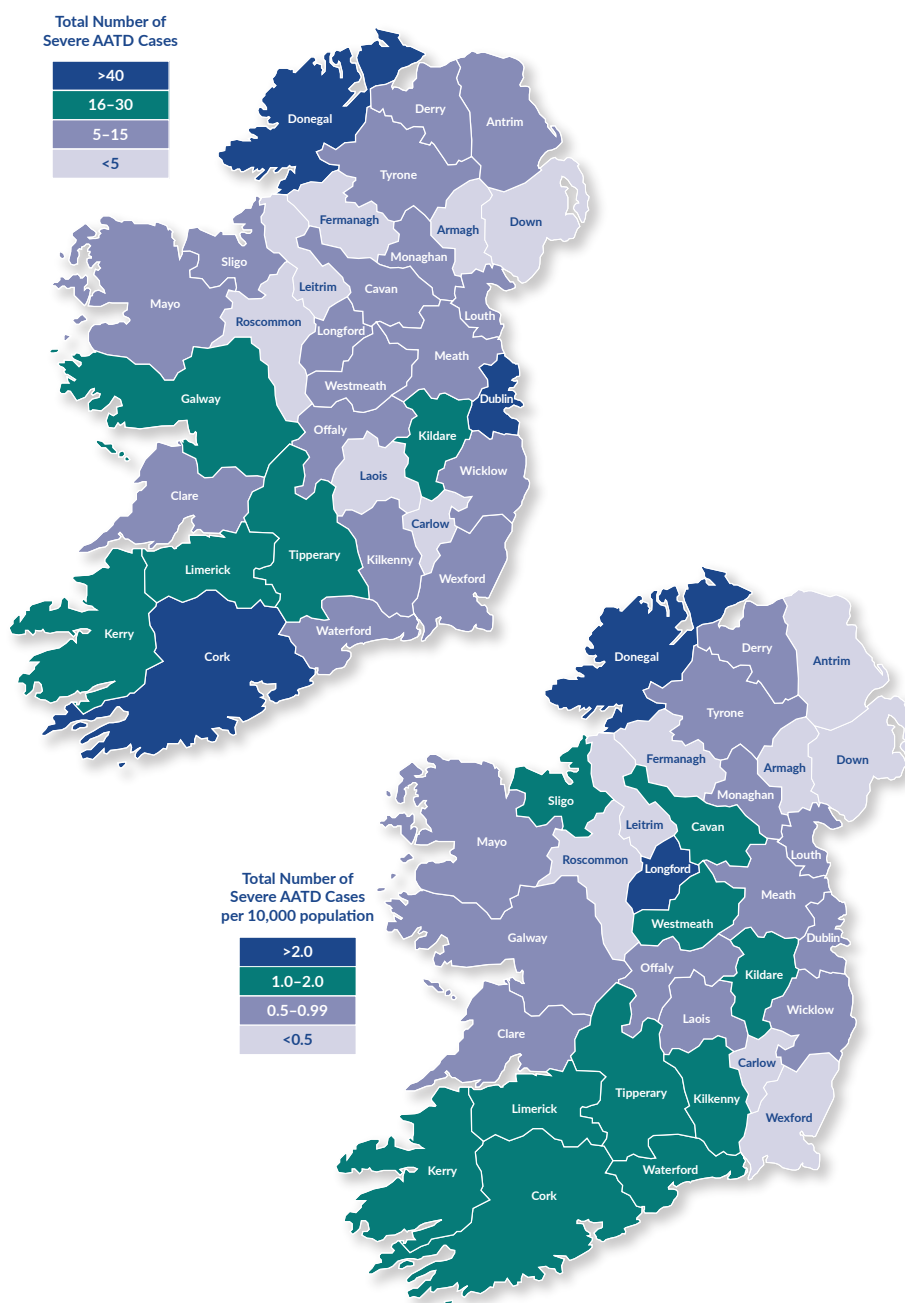 Total Number of
Severe AATD Cases
>40
16–30
5–15
<5
Donegal
Derry
Antrim
Tyrone
Fermanagh
Armagh
Down
Monaghan
Sligo
Leitrim
Cavan
Mayo
Roscommon
Longford
Louth
Meath
Westmeath
Galway
Dublin
Offaly
Kildare
Laois
Wicklow
Clare
Carlow
Tipperary
Kilkenny
Limerick
Wexford
Kerry
Waterford
Cork
Total Number of
Severe AATD Cases
per 10,000 population
>2.0
1.0–2.0
0.5–0.99
<0.5
Donegal
Derry
Antrim
Tyrone
Fermanagh
Armagh
Down
Monaghan
Sligo
Leitrim
Cavan
Mayo
Roscommon
Longford
Louth
Meath
Westmeath
Galway
Dublin
Offaly
Kildare
Laois
Wicklow
Clare
Carlow
Tipperary
Kilkenny
Limerick
Wexford
Kerry
Waterford
Cork